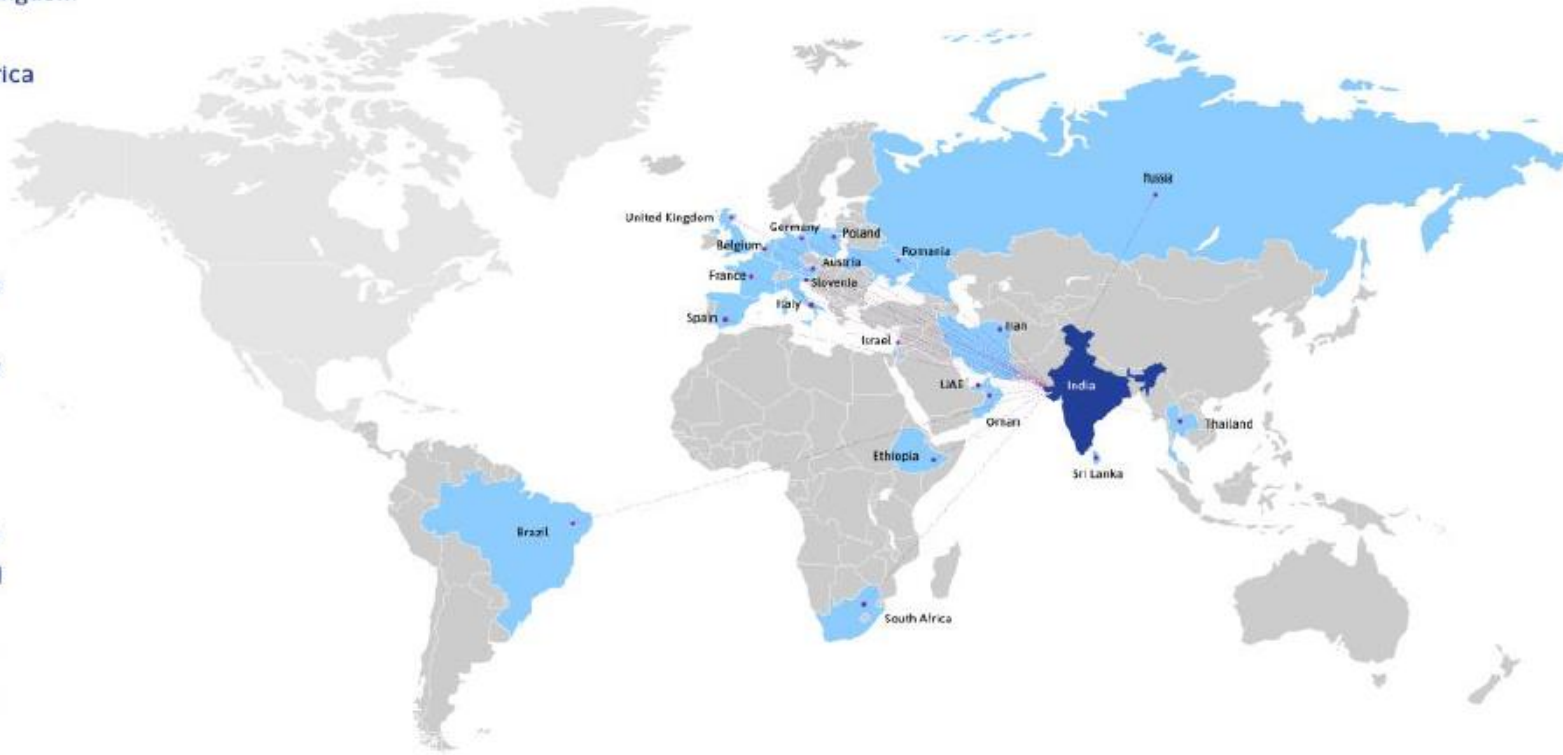 rica
United Kingdom
Germany
Poland
Belgium
Romania
Austria
France
Slovenia
Italy
Spain
Iran
Israel
UAE
India
Oman
Thailand
Ethiopia
Sri Lanka
Brazil
South Africa